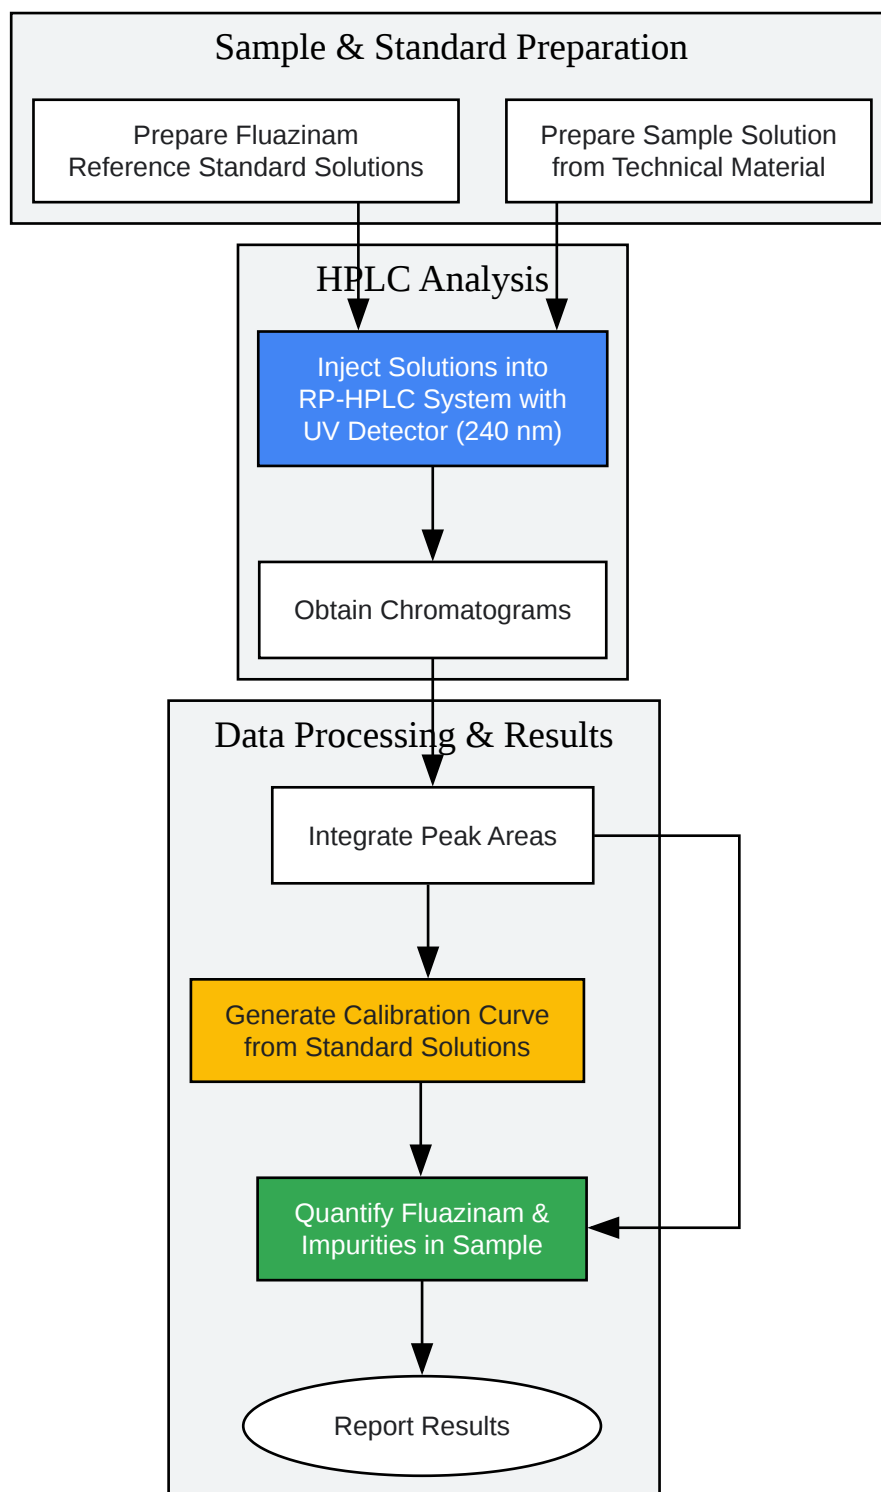 Sample & Standard Preparation
Prepare Fluazinam
Reference Standard Solutions
Prepare Sample Solution
from Technical Material
HPLC Analysis
Inject Solutions into
RP-HPLC System with
UV Detector (240 nm)
Obtain Chromatograms
Data Processing & Results
Integrate Peak Areas
Generate Calibration Curve
from Standard Solutions
Quantify Fluazinam &
Impurities in Sample
Report Results